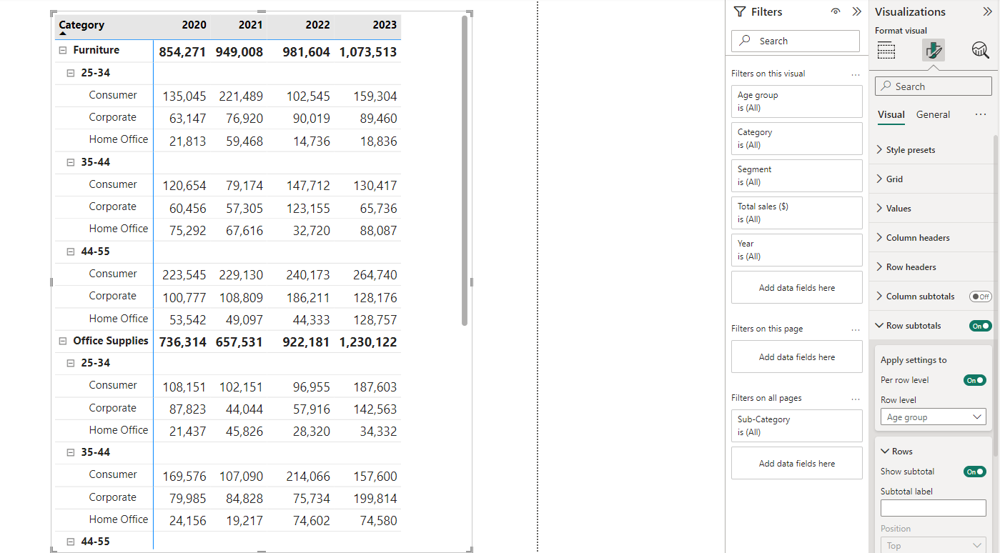 Category 2020 2021 2022 2023
Furniture 854,271 949,008 981,604 1,073,513
25-34
Consumer 135,045 221,489 102,545 159,304
Corporate 63,147 76,920 90,019 89,460
Home Office 21,813 59,468 14,736 18,836
35-44
Consumer 120,654 79,174 147,712 130,417
Corporate 60,456 57,305 123,155 65,736
Home Office 75,292 67,616 32,720 88,087
44-55
Consumer 223,545 229,130 240,173 264,740
Corporate 100,777 108,809 186,211 128,176
Home Office 53,542 49,097 44,333 128,757
Office Supplies 736,314 657,531 922,181 1,230,122
25-34
Consumer 108,151 102,151 96,955 187,603
Corporate 87,823 44,044 57,916 142,563
Home Office 21,437 45,826 28,320 34,332
35-44
Consumer 169,576 107,090 214,066 157,600
Corporate 79,985 84,828 75,734 199,814
Home Office 24,156 19,217 74,602 74,580
44-55
Filters
Search
Filters on this visual
Age group
is (All)
Category
is (All)
Segment
is (All)
Total sales ($)
is (All)
Year
is (All)
Add data fields here
Filters on this page
Add data fields here
Filters on all pages
Sub-Category
is (All)
Add data fields here
Visualizations
Format visual
Search
Visual General
Style presets
Grid
Values
Column headers
Row headers
Column subtotals Off
Row subtotals On
Apply settings to
Per row level On
Row level
Age group
Rows
Show subtotal On
Subtotal label
Position
Top